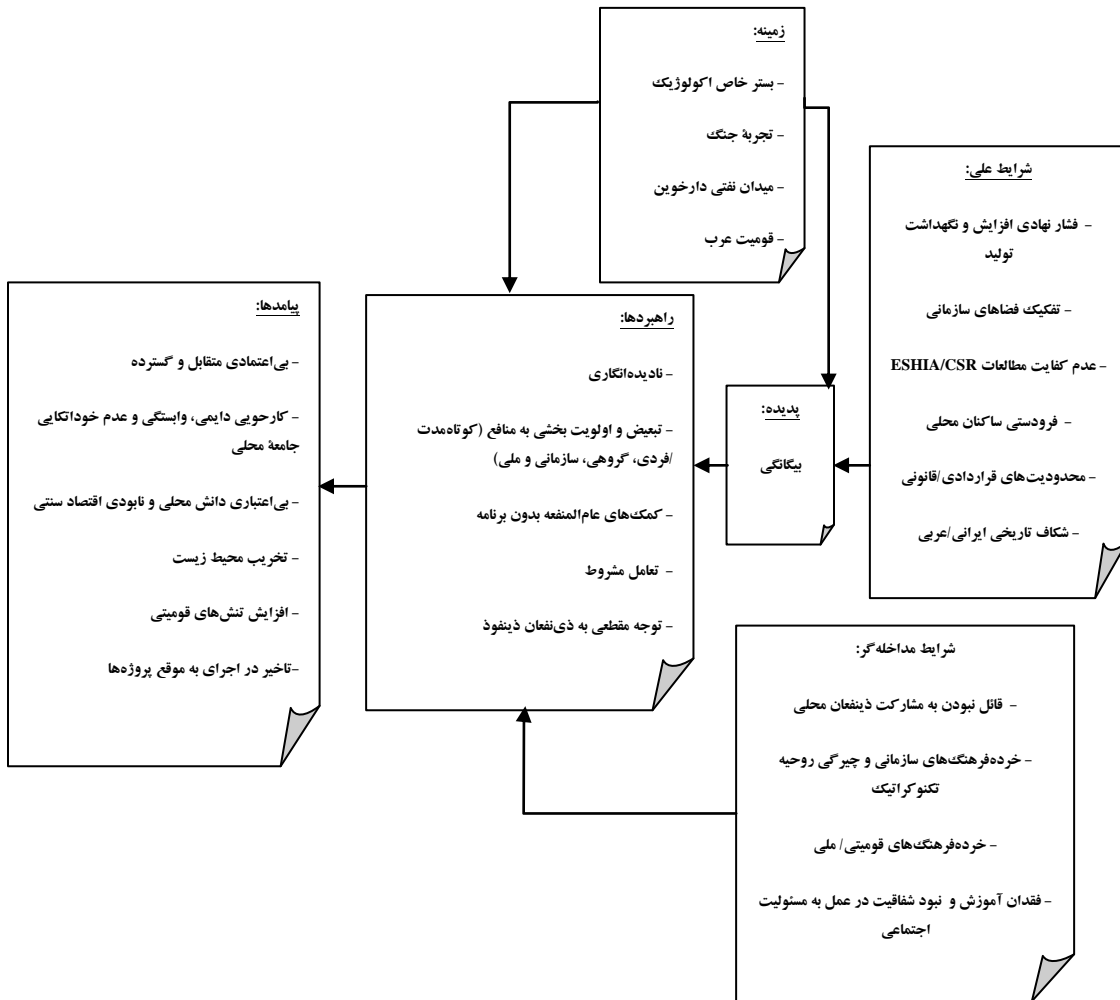 زمینه:
- بستر خاص اکولوژیک
- تجربهٔ جنگ
- میدان نفتی دارخوین
- قومیت عرب
شرایط علی:
- فشار نهادی افزایش و نگهداشت
تولید
- تفکیک فضاهای سازمانی
- عدم کفایت مطالعات ESHIA/CSR
- فرودستی ساکنان محلی
- محدودیت‌های قراردادی/قانونی
- شکاف تاریخی ایرانی/عربی
پدیده:
بیگانگی
راهبردها:
- نادیده‌انگاری
- تبعیض و اولویت بخشی به منافع (کوتاه‌مدت
/فردی، گروهی، سازمانی و ملی)
- کمک‌های عام‌المنفعه بدون برنامه
- تعامل مشروط
- توجه مقطعی به ذی‌نفعان ذینفوذ
پیامدها:
- بی‌اعتمادی متقابل و گسترده
- کارجویی دایمی، وابستگی و عدم خوداتکایی
جامعهٔ محلی
- بی‌اعتباری دانش محلی و نابودی اقتصاد سنتی
- تخریب محیط زیست
- افزایش تنش‌های قومیتی
-تاخیر در اجرای به موقع پروژه‌ها
شرایط مداخله‌گر:
- قائل نبودن به مشارکت ذینفعان محلی
- خرده‌فرهنگ‌های سازمانی و چیرگی روحیه
تکنوکراتیک
- خرده‌فرهنگ‌های قومیتی/ ملی
- فقدان آموزش و نبود شفافیت در عمل به مسئولیت
اجتماعی